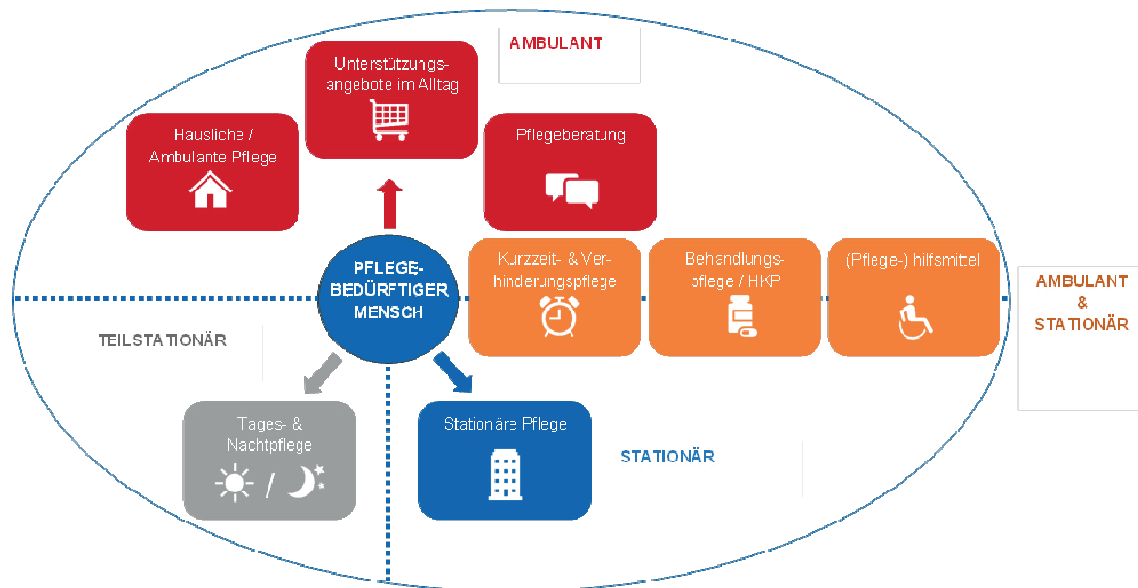 AMBULANT
Unterstützungs-
angebote im Alltag
Hausliche /
Ambulante Pflege
Pflegeberatung
PFLEGE-
BEDÜRFTIGER
MENSCH
Kurzzeit- & Ver-
hinderungspflege
Behandlungs-
pflege / HKP
(Pflege-) hilfsmittel
AMBULANT
&
STATIONÄR
TEILSTATIONÄR
Tages- &
Nachtpflege
/
Stationäre Pflege
STATIONÄR